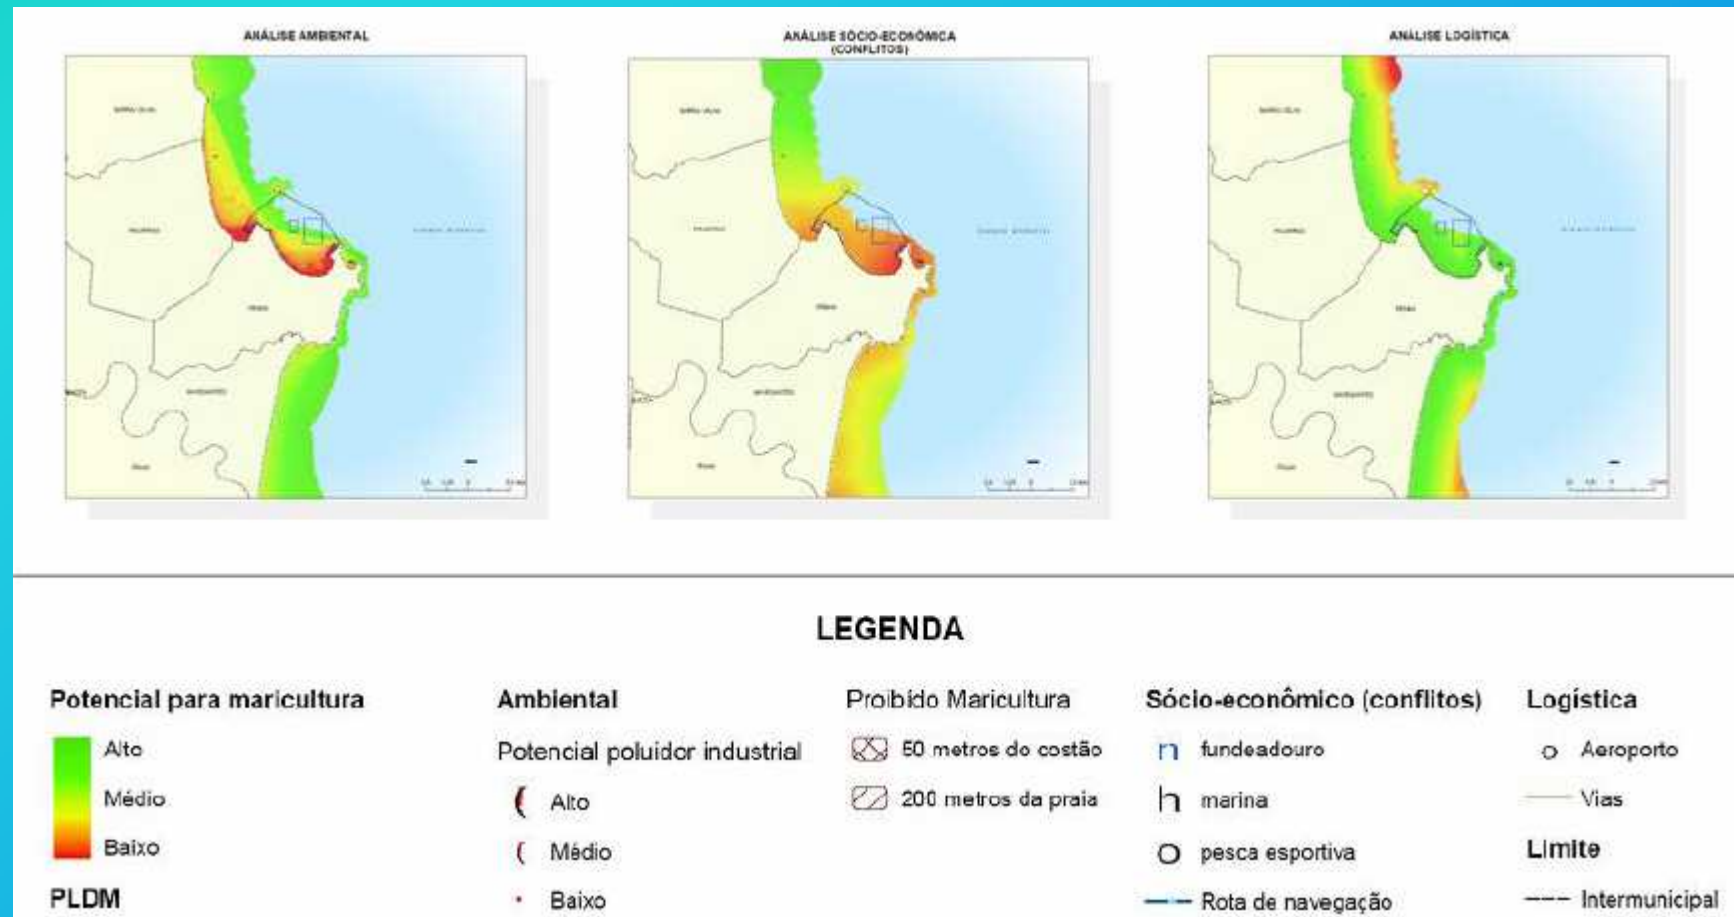 ANÁLISE AMBIENTAL
ANÁLISE SÓCIO-ECONÔMICA
(CONFLITOS)
ANÁLISE LOGÍSTICA
LEGENDA
Potencial para maricultura
Alto
Médio
Baixo
PLDM
Ambiental
Potencial poluidor industrial
Alto
Médio
Baixo
Proibído Maricultura
50 metros do costão
200 metros da praia
Sócio-econômico (conflitos)
fundeadouro
marina
pesca esportiva
Rota de navegação
Logística
Aeroporto
Vias
Limite
Intermunicipal